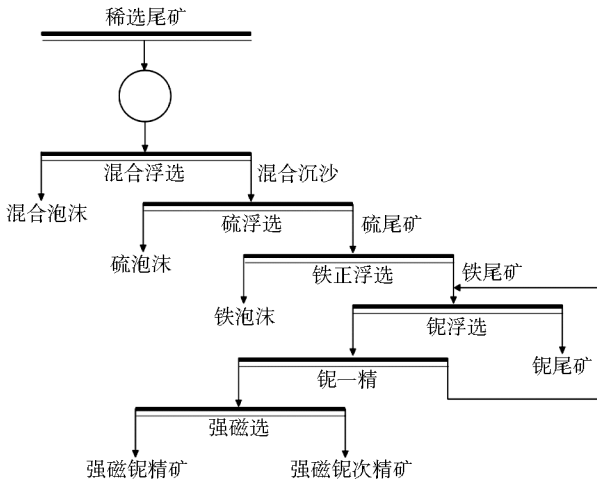 稀选尾矿
混合浮选
混合沉沙
混合泡沫
硫浮选
硫尾矿
硫泡沫
铁正浮选
铁尾矿
铁泡沫
铌浮选
铌尾矿
铌一精
强磁选
强磁铌精矿
强磁铌次精矿